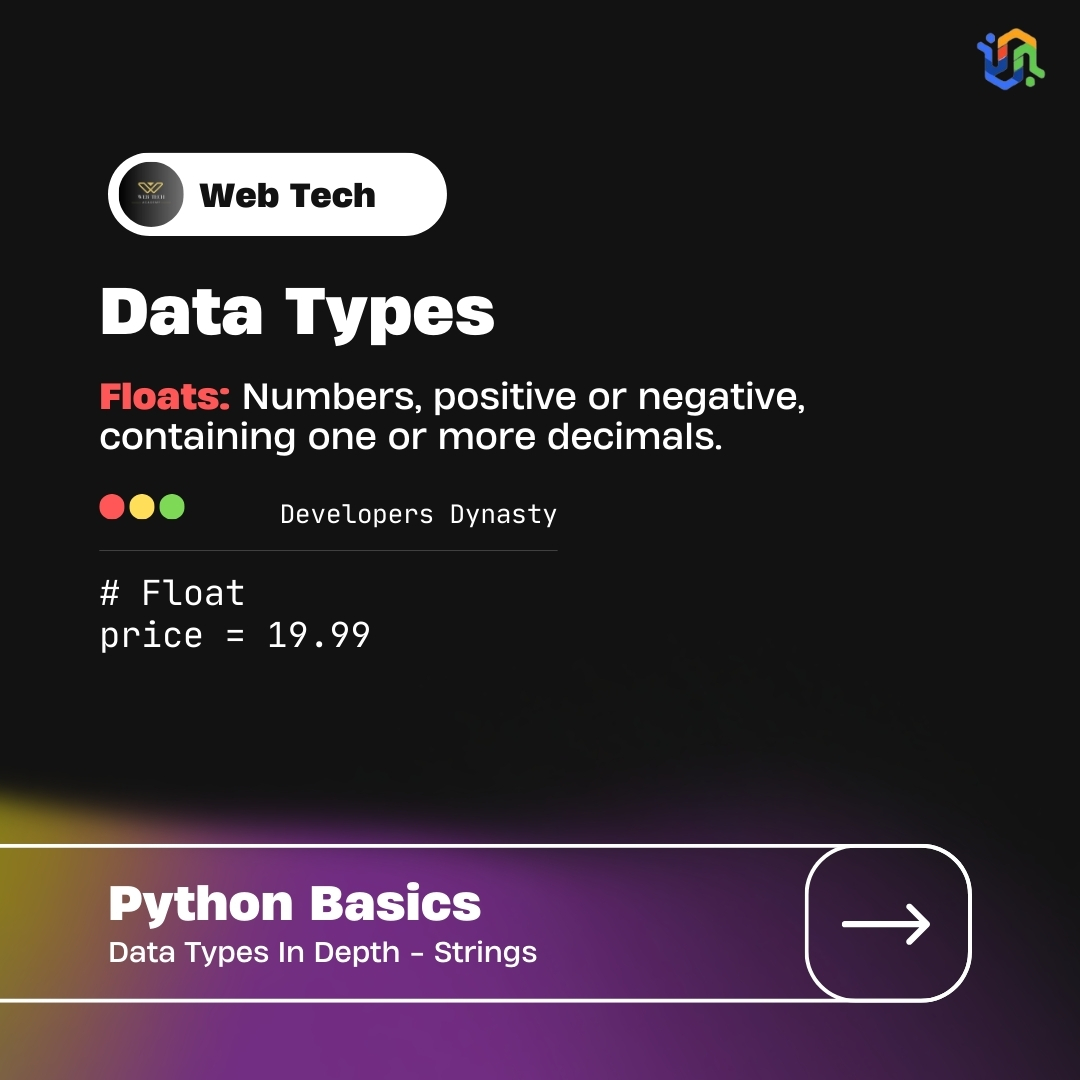 Web Tech
Data Types
Floats: Numbers, positive or negative,
containing one or more decimals.
Developers Dynasty
# Float
price = 19.99
Python Basics
Data Types In Depth - Strings